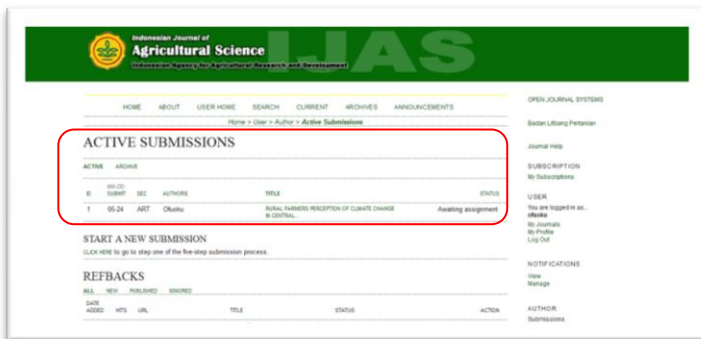 Indonesian Journal of
Agricultural Science
Indonesian Agency for Agricultural Research and Development
IJAS
HOME ABOUT USER HOME SEARCH CURRENT ARCHIVES ANNOUNCEMENTS
Home > User > Author > Active Submissions
ACTIVE SUBMISSIONS
ACTIVE ARCHIVE
ID MM-DD SUBMIT SEC AUTHORS TITLE STATUS
1 05-24 ART Ofuoku RURAL FARMERS PERCEPTION OF CLIMATE CHANGE IN CENTRAL... Awaiting assignment
START A NEW SUBMISSION
CLICK HERE to go to step one of the five-step submission process.
REFBACKS
ALL NEW PUBLISHED IGNORED
DATE ADDED HITS URL TITLE STATUS ACTION
OPEN JOURNAL SYSTEMS
Badan Litbang Pertanian
Journal Help
SUBSCRIPTION
My Subscriptions
USER
You are logged in as...
ofuoku
My Journals
My Profile
Log Out
NOTIFICATIONS
View
Manage
AUTHOR
Submissions